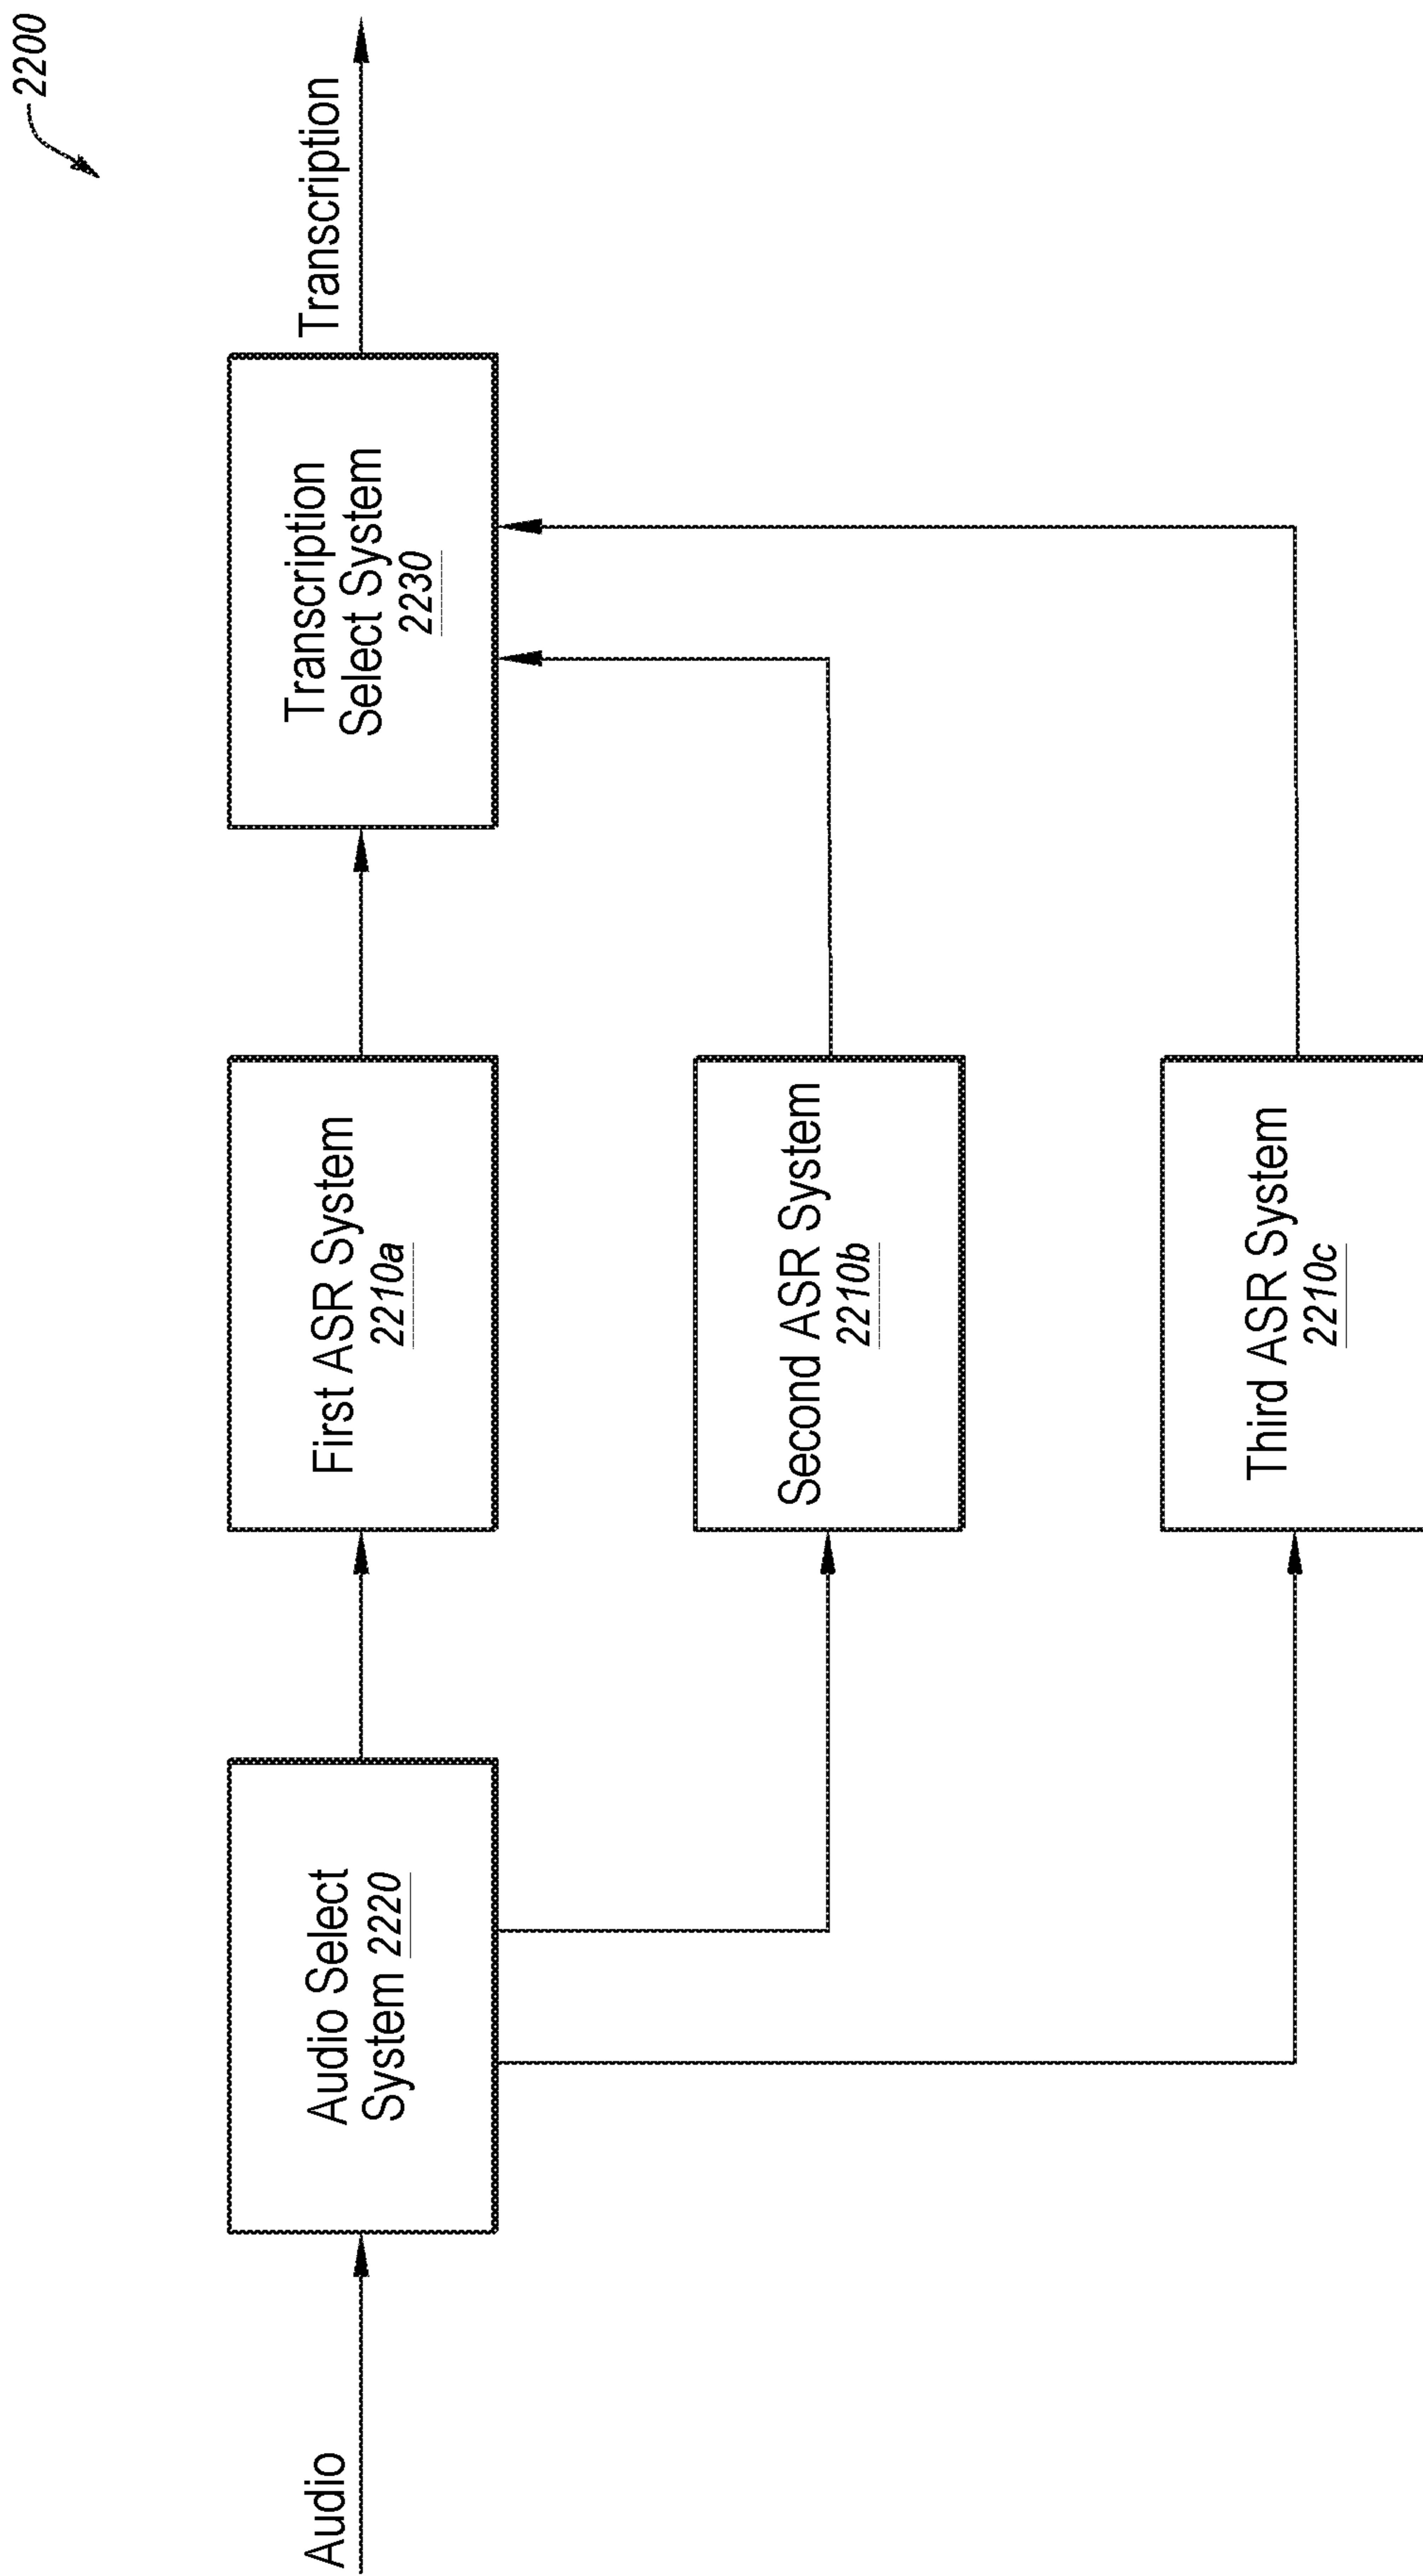 2200
Audio
Audio Select
System 2220
First ASR System
2210a
Transcription
Select System
2230
Transcription
Second ASR System
2210b
Third ASR System
2210c